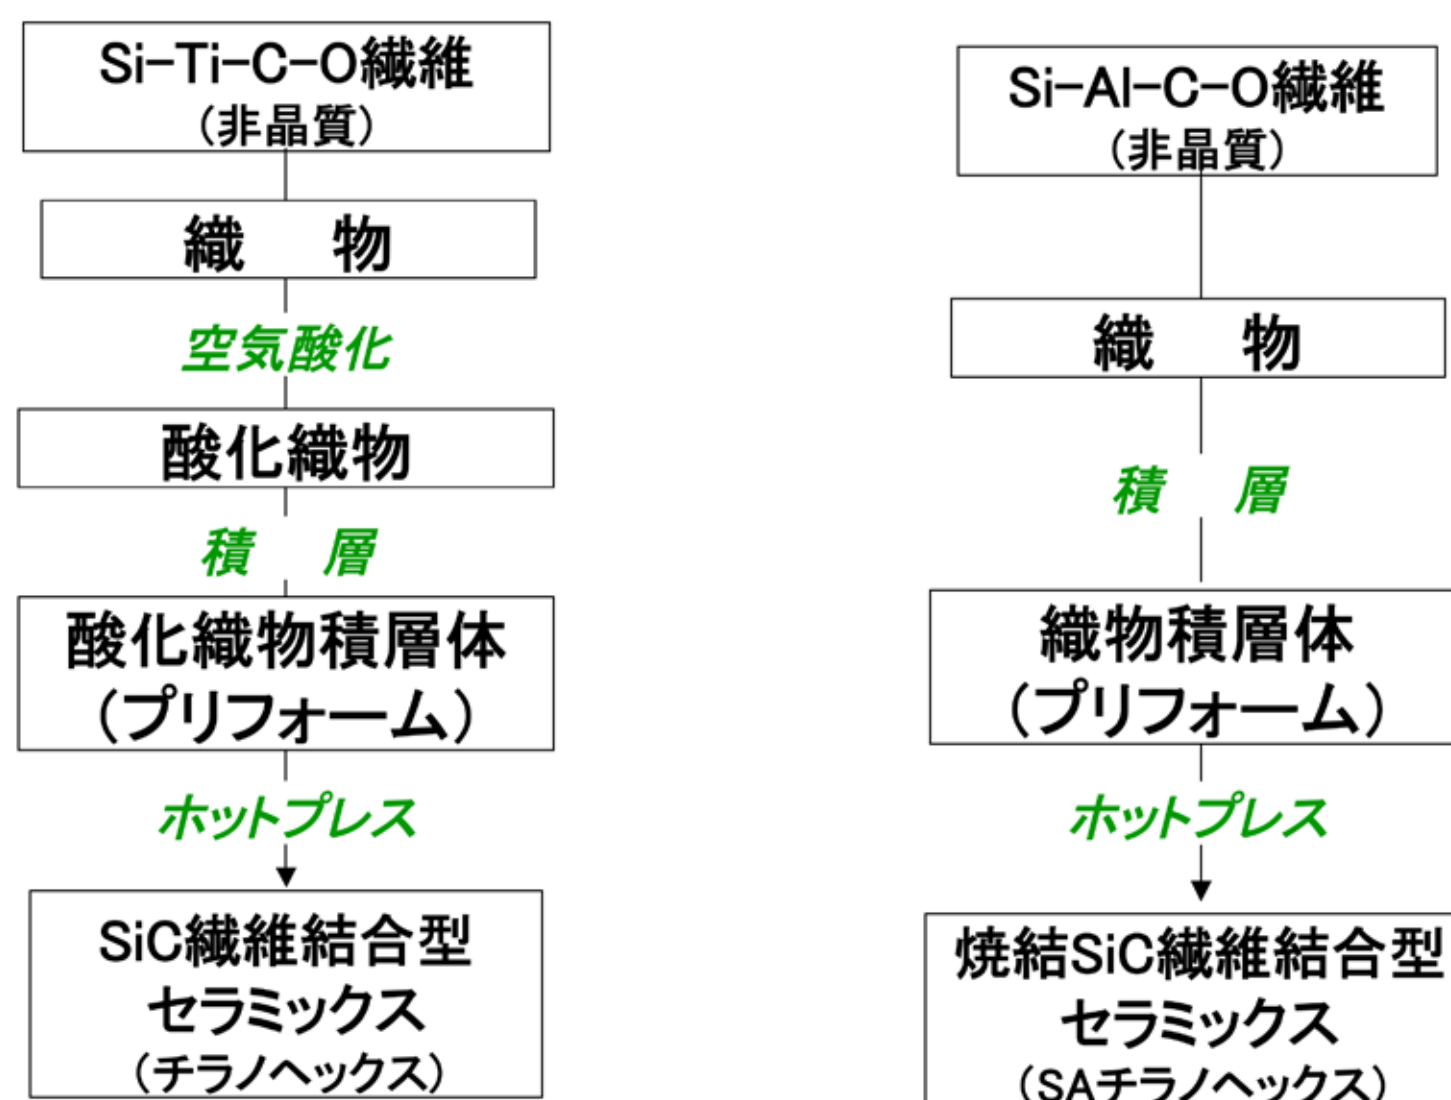 Si-Ti-C-O繊維
(非晶質)
織 物
空気酸化
酸化織物
積 層
酸化織物積層体
(プリフォーム)
ホットプレス
SiC繊維結合型
セラミックス
(チラノヘックス)
Si-Al-C-O繊維
(非晶質)
織 物
積 層
織物積層体
(プリフォーム)
ホットプレス
焼結SiC繊維結合型
セラミックス
(SAチラノヘックス)